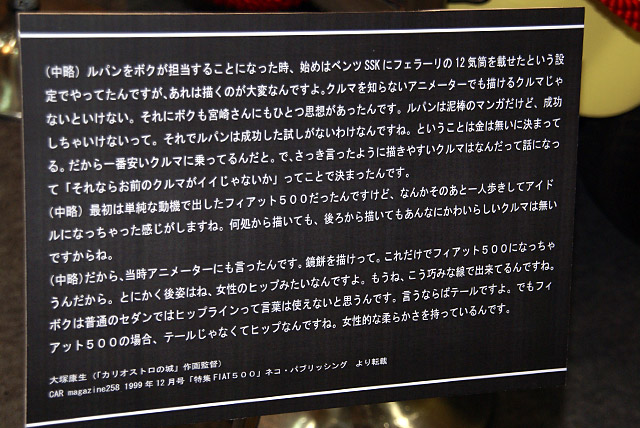 (中略) ルパンをボクが担当することになった時、始めはベンツ SSK にフェラーリの 12 気筒を載せたという設
定でやってたんですが、あれは描くのが大変なんですよ。クルマを知らないアニメーターでも描けるクルマじゃ
ないといけない。それにボクも宮崎さんにもひとつ思想があったんです。ルパンは泥棒のマンガだけど、成功
しちゃいけないって。それでルパンは成功した試しがないわけなんですね。ということは金は無いに決まって
る。だから一番安いクルマに乗ってるんだと。で、さっき言ったように描きやすいクルマはなんだって話になっ
て「それならお前のクルマがイイじゃないか」ってことで決まったんです。
(中略) 最初は単純な動機で出したフィアット500だったんですけど、なんかそのあと一人歩きしてアイド
ルになっちゃった感じがしますね。何処から描いても、後ろから描いてもあんなにかわいらしいクルマは無い
ですからね。
(中略)だから、当時アニメーターにも言ったんです。鏡餅を描けって。これだけでフィアット500になっちゃ
うんだから。とにかく後姿はね、女性のヒップみたいなんですよ。もうね、こう巧みな線で出来てるんですね。
ボクは普通のセダンではヒップラインって言葉は使えないと思うんです。言うならばテールですよ。でもフィ
アット500の場合、テールじゃなくてヒップなんですね。女性的な柔らかさを持っているんです。
大塚康生(「カリオストロの城」作画監督)
CAR magazine258 1999年12月号「特集FIAT500」ネコ・パブリッシング より転載